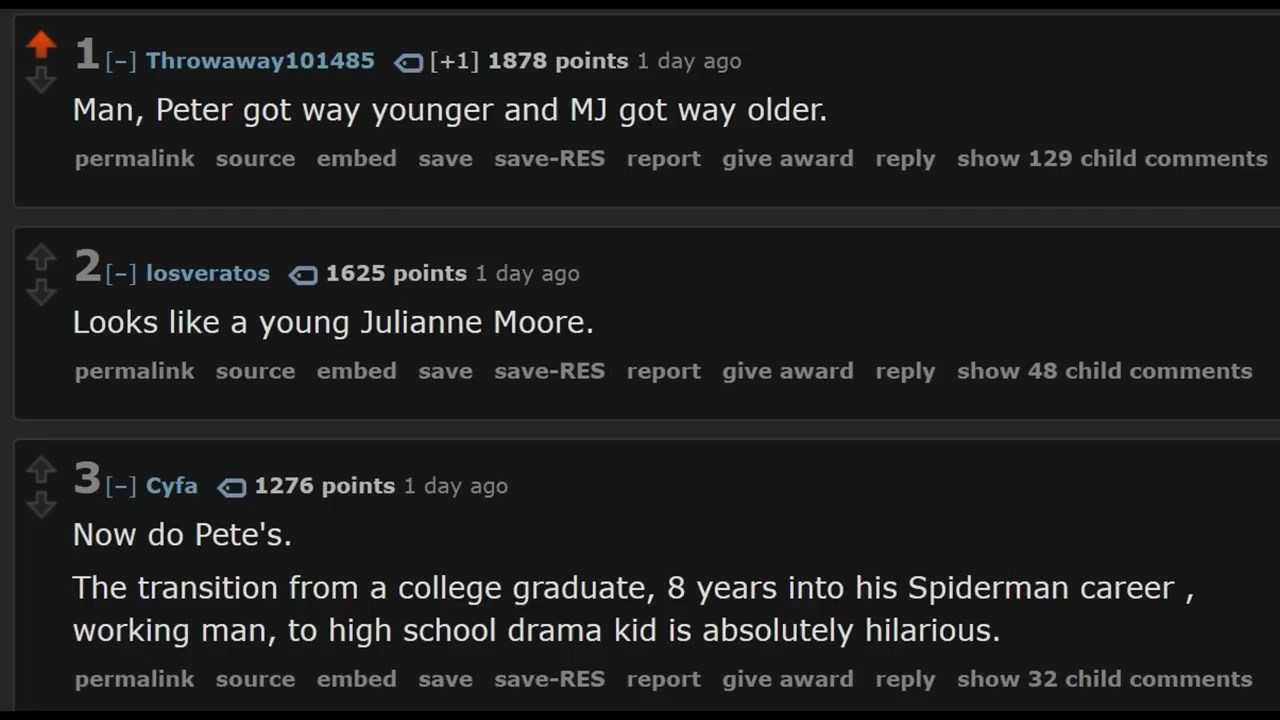 1 [–] Throwaway101485 [+1] 1878 points 1 day ago
Man, Peter got way younger and MJ got way older.
permalink source embed save save-RES report give award reply show 129 child comments
2 [–] losveratos 1625 points 1 day ago
Looks like a young Julianne Moore.
permalink source embed save save-RES report give award reply show 48 child comments
3 [–] Cyfa 1276 points 1 day ago
Now do Pete's.
The transition from a college graduate, 8 years into his Spiderman career ,
working man, to high school drama kid is absolutely hilarious.
permalink source embed save save-RES report give award reply show 32 child comments